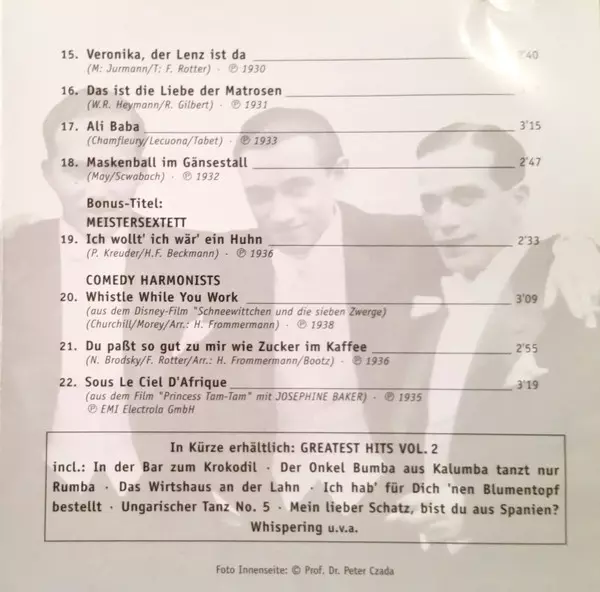 15. Veronika, der Lenz ist da 2'40
(M: Jurmann/T: F. Rotter) · ℗ 1930
16. Das ist die Liebe der Matrosen
(W.R. Heymann/R. Gilbert) · ℗ 1931
17. Ali Baba 3'15
(Chamfleury/Lecuona/Tabet) · ℗ 1933
18. Maskenball im Gänsestall 2'47
(May/Scwabach) · ℗ 1932
Bonus-Titel:
MEISTERSEXTETT
19. Ich wollt' ich wär' ein Huhn 2'33
(P. Kreuder/H.F. Beckmann) · ℗ 1936
COMEDY HARMONISTS
20. Whistle While You Work 3'09
(aus dem Disney-Film "Schneewittchen und die sieben Zwerge)
(Churchill/Morey/Arr.: H. Frommermann) · ℗ 1938
21. Du paßt so gut zu mir wie Zucker im Kaffee 2'55
(N. Brodsky/F. Rotter/Arr.: H. Frommermann/Bootz) · ℗ 1936
22. Sous Le Ciel D'Afrique 3'19
(aus dem Film "Princess Tam-Tam" mit JOSEPHINE BAKER) · ℗ 1935
℗ EMI Electrola GmbH
In Kürze erhältlich: GREATEST HITS VOL. 2
incl.: In der Bar zum Krokodil · Der Onkel Bumba aus Kalumba tanzt nur
Rumba · Das Wirtshaus an der Lahn · Ich hab' für Dich 'nen Blumentopf
bestellt · Ungarischer Tanz No. 5 · Mein lieber Schatz, bist du aus Spanien?
Whispering u.v.a.
Foto Innenseite: © Prof. Dr. Peter Czada